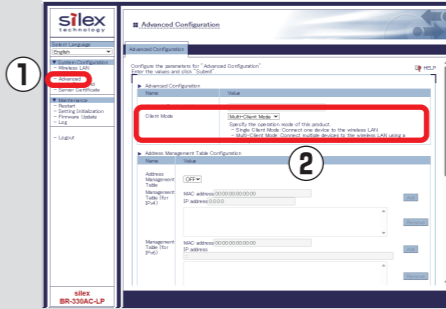 silex
technology
Select Language
English
System Configuration
- Wireless LAN
- Advanced
- Server Certificate
Maintenance
- Restart
- Setting Initialization
- Firmware Update
- Log
- Logout
silex
BR-330AC-LP
1
Advanced Configuration
Advanced Configuration
Configure the parameters for "Advanced Configuration".
Enter the values and click "Submit".
HELP
Advanced Configuration
Name Value
Client Mode Multi-Client Mode
Specify the operation mode of this product.
- Single Client Mode: Connect one device to the wireless LAN.
- Multi-Client Mode: Connect multiple devices to the wireless LAN using a
2
Address Management Table Configuration
Name Value
Address Management Table OFF
Management Table (for IPv4)
MAC address 00:00:00:00:00:00
IP address 0.0.0.0
Add
Remove
Management Table (for IPv6)
MAC address 00:00:00:00:00:00
IP address
Add
Remove